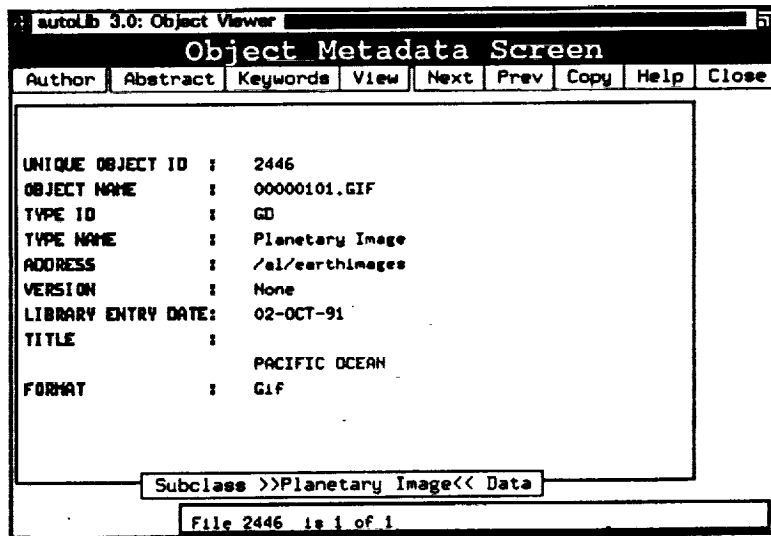 autoLib 3.0: Object Viewer
Object Metadata Screen
Author Abstract Keywords View Next Prev Copy Help Close
UNIQUE OBJECT ID : 2446
OBJECT NAME : 00000101.GIF
TYPE ID : GD
TYPE NAME : Planetary Image
ADDRESS : /al/earthimages
VERSION : None
LIBRARY ENTRY DATE: 02-OCT-91
TITLE :
PACIFIC OCEAN
FORMAT : Gif
Subclass >>Planetary Image<< Data
File 2446 is 1 of 1